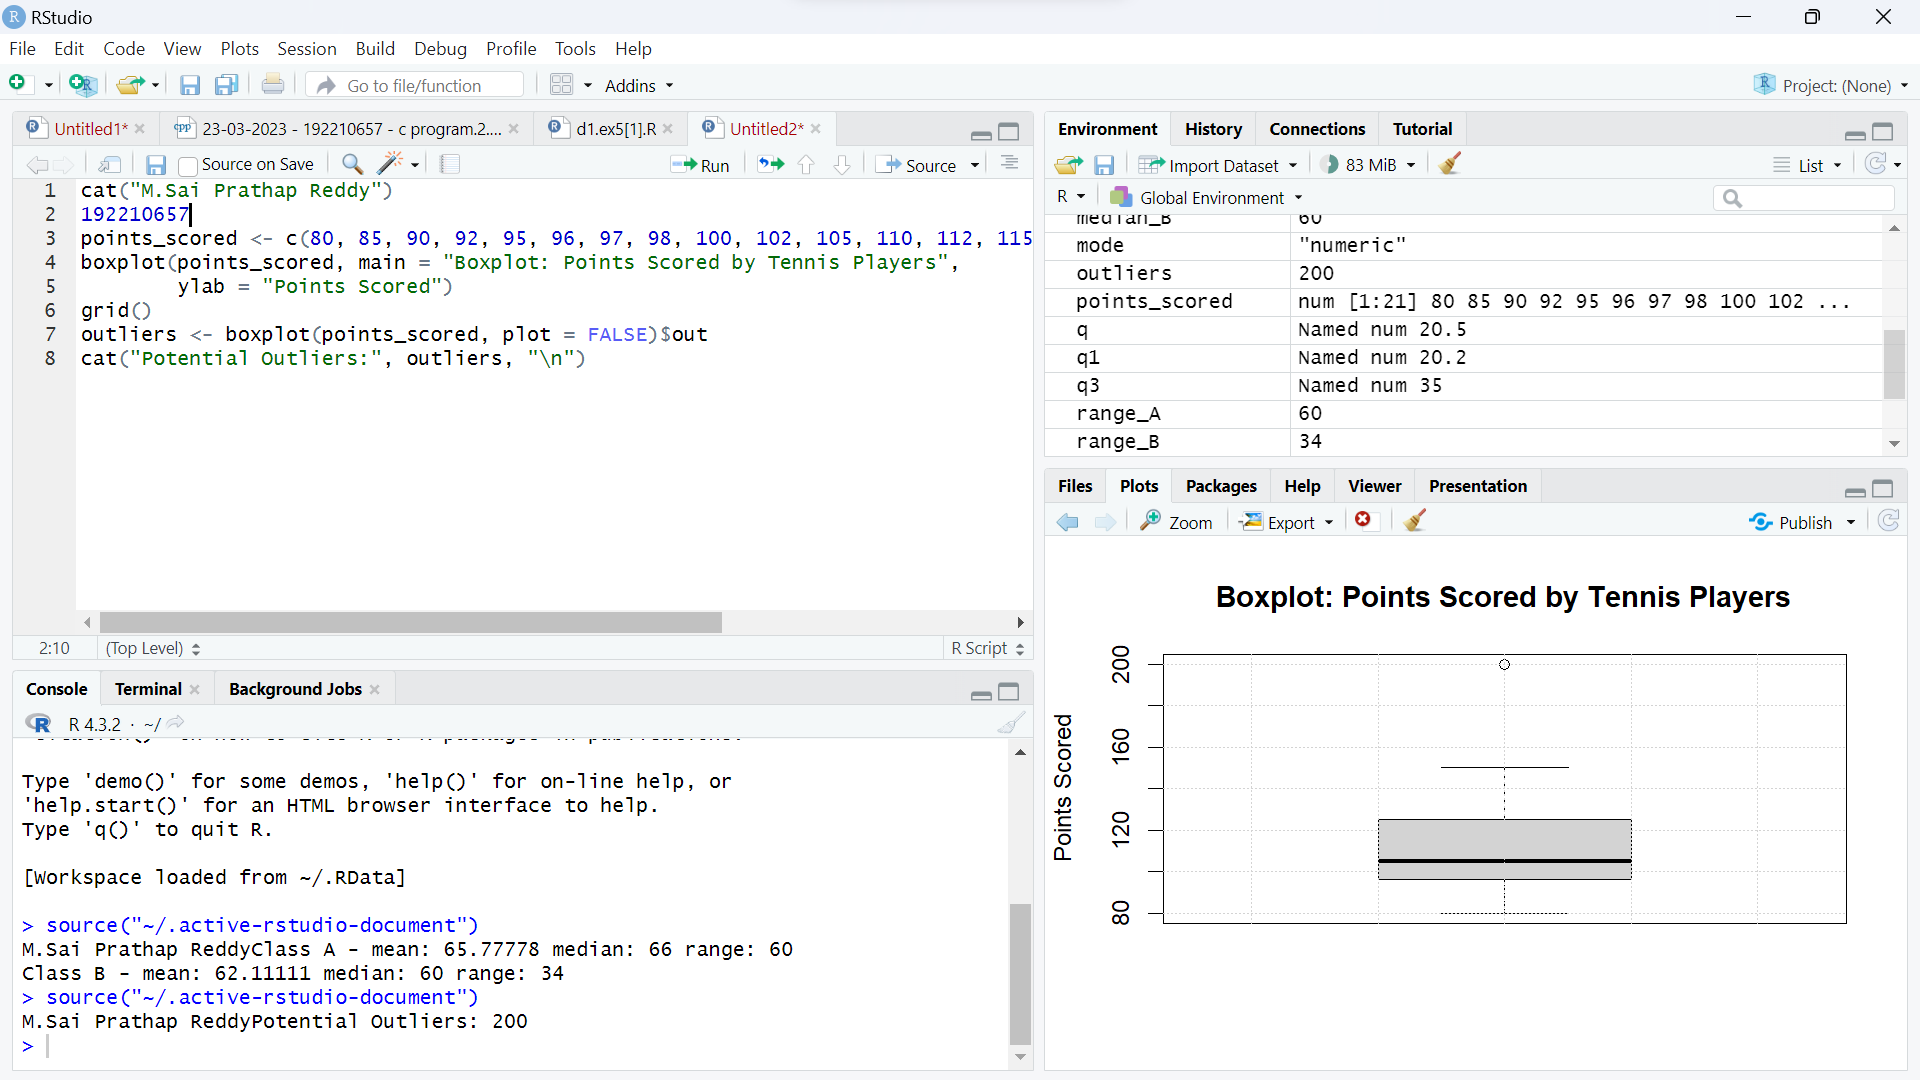 RStudio
File Edit Code View Plots Session Build Debug Profile Tools Help
Go to file/function Addins Project: (None)
Untitled1* 23-03-2023 - 192210657 - c program.2.... d1.ex5[1].R Untitled2*
Source on Save Run Source
1 cat("M.Sai Prathap Reddy")
2 192210657
3 points_scored <- c(80, 85, 90, 92, 95, 96, 97, 98, 100, 102, 105, 110, 112, 115
4 boxplot(points_scored, main = "Boxplot: Points Scored by Tennis Players",
5 ylab = "Points Scored")
6 grid()
7 outliers <- boxplot(points_scored, plot = FALSE)$out
8 cat("Potential Outliers:", outliers, "\n")
2:10 (Top Level) R Script
Console Terminal Background Jobs
R 4.3.2 · ~/
Type 'demo()' for some demos, 'help()' for on-line help, or
'help.start()' for an HTML browser interface to help.
Type 'q()' to quit R.
[Workspace loaded from ~/.RData]
> source("~/.active-rstudio-document")
M.Sai Prathap ReddyClass A - mean: 65.77778 median: 66 range: 60
Class B - mean: 62.11111 median: 60 range: 34
> source("~/.active-rstudio-document")
M.Sai Prathap ReddyPotential Outliers: 200
>
Environment History Connections Tutorial
Import Dataset 83 MiB List
R Global Environment
median_B 60
mode "numeric"
outliers 200
points_scored num [1:21] 80 85 90 92 95 96 97 98 100 102 ...
q Named num 20.5
q1 Named num 20.2
q3 Named num 35
range_A 60
range_B 34
Files Plots Packages Help Viewer Presentation
Zoom Export Publish
Boxplot: Points Scored by Tennis Players
Points Scored
200
160
120
80